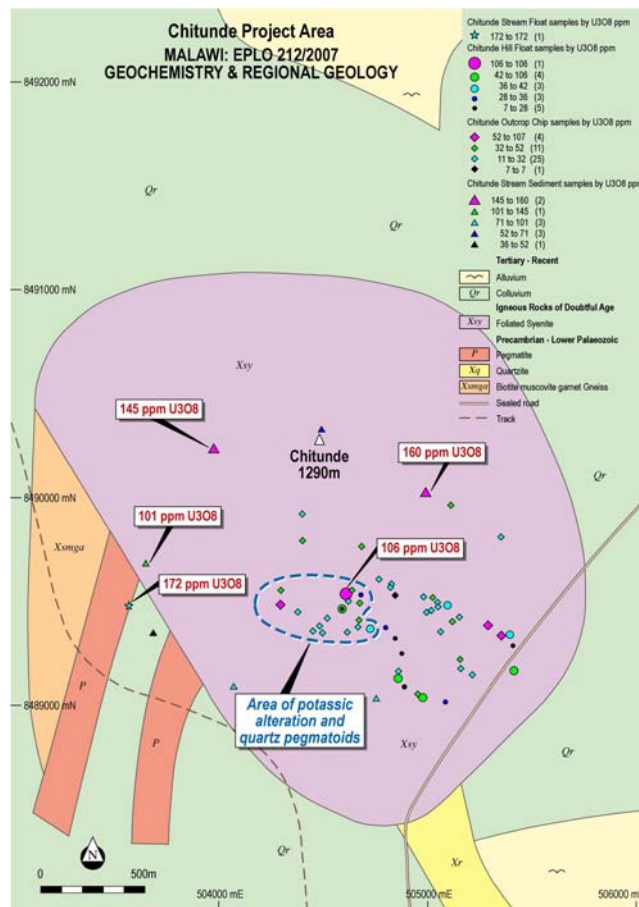 Chitunde Project Area
MALAWI: EPLO 212/2007
GEOCHEMISTRY & REGIONAL GEOLOGY
Chitunde Stream Float samples by U3O8 ppm
172 to 172 (1)
Chitunde Hill Float samples by U3O8 ppm
106 to 106 (1)
42 to 106 (4)
36 to 42 (3)
28 to 36 (3)
7 to 28 (5)
Chitunde Outcrop Chip samples by U3O8 ppm
52 to 107 (4)
32 to 52 (11)
11 to 32 (25)
7 to 7 (1)
Chitunde Stream Sediment samples by U3O8 ppm
145 to 160 (2)
101 to 145 (1)
71 to 101 (3)
52 to 71 (3)
36 to 52 (1)
Tertiary - Recent
Alluvium
Qr Colluvium
Igneous Rocks of Doubtful Age
Xsy Foliated Syenite
Precambrian - Lower Palaeozoic
P Pegmatite
Xq Quartzite
Xsmga Biotite muscovite garnet Gneiss
Sealed road
Track
8492000 mN
8491000 mN
8490000 mN
8489000 mN
Qr
Qr
Qr
Xsy
145 ppm U3O8
Chitunde
1290m
160 ppm U3O8
Qr
101 ppm U3O8
Xsmga
106 ppm U3O8
172 ppm U3O8
P
P
Area of potassic
alteration and
quartz pegmatoids
Xsy
Qr
Qr
Xr
N
0 500m
504000 mE
505000 mE
506000 mE